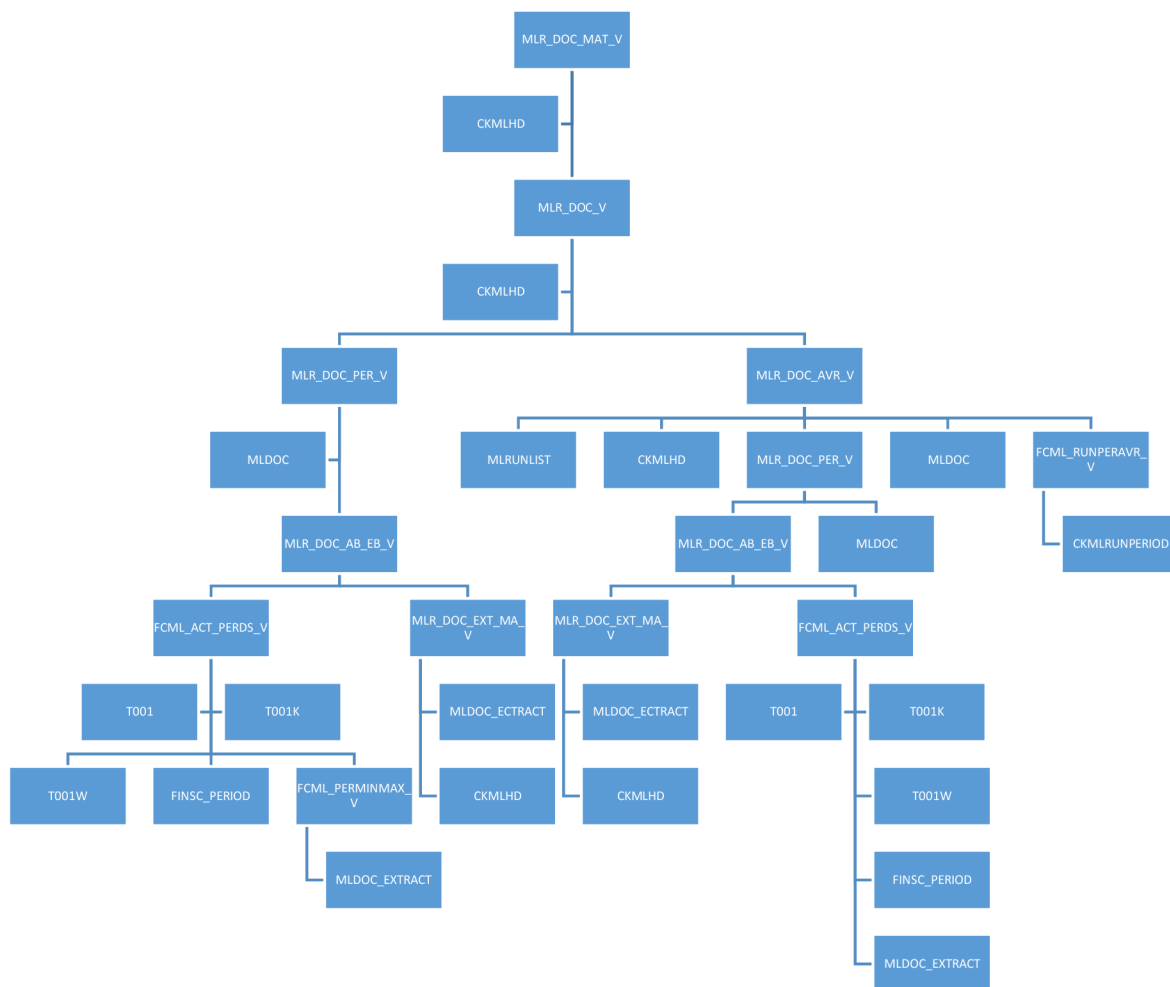 MLR_DOC_MAT_V
CKMLHD
MLR_DOC_V
CKMLHD
MLR_DOC_PER_V
MLR_DOC_AVR_V
MLDOC
MLRUNLIST
CKMLHD
MLR_DOC_PER_V
MLDOC
FCML_RUNPERAVR_
V
MLR_DOC_AB_EB_V
MLR_DOC_AB_EB_V
MLDOC
CKMLRUNPERIOD
FCML_ACT_PERDS_V
MLR_DOC_EXT_MA_
V
MLR_DOC_EXT_MA_
V
FCML_ACT_PERDS_V
T001
T001K
MLDOC_ECTRACT
MLDOC_ECTRACT
T001
T001K
T001W
FINSC_PERIOD
FCML_PERMINMAX_
V
CKMLHD
CKMLHD
T001W
MLDOC_EXTRACT
FINSC_PERIOD
MLDOC_EXTRACT